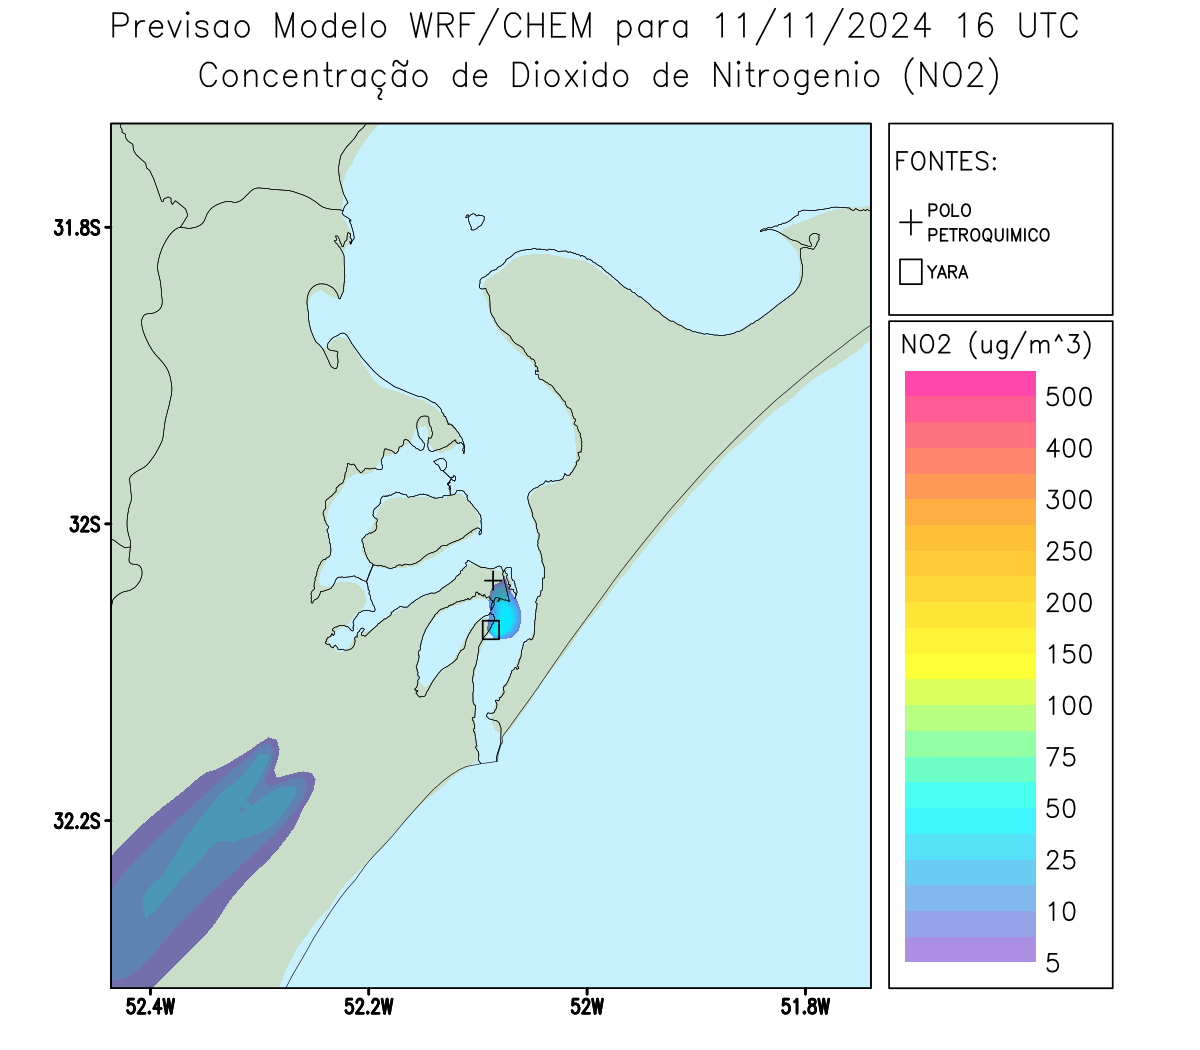 Previsao Modelo WRF/CHEM para 11/11/2024 16 UTC
Concentração de Dioxido de Nitrogenio (NO2)
FONTES:
POLO
PETROQUIMICO
YARA
NO2 (ug/m^3)
500
400
300
250
200
150
100
75
50
25
10
5
31.8S
32S
32.2S
52.4W
52.2W
52W
51.8W